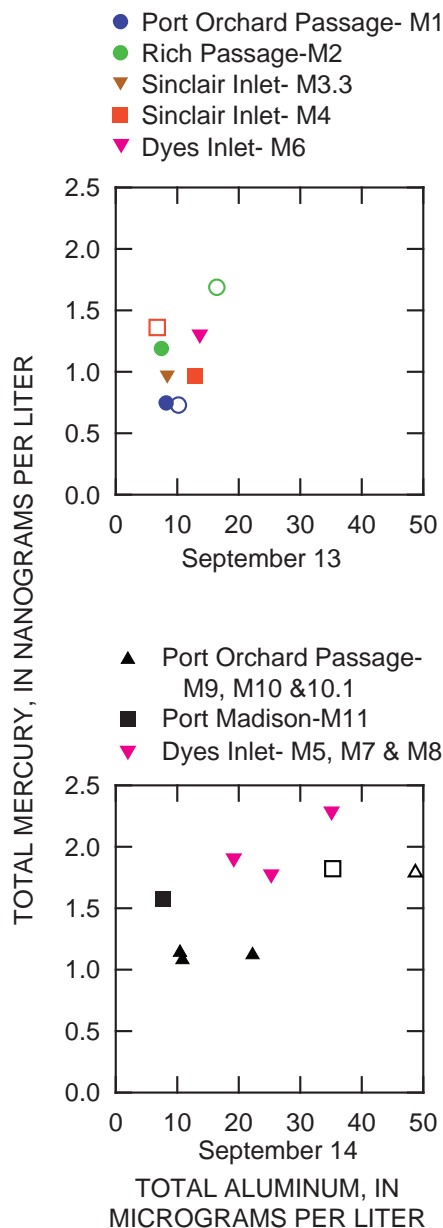 Port Orchard Passage- M1
Rich Passage-M2
Sinclair Inlet- M3.3
Sinclair Inlet- M4
Dyes Inlet- M6
TOTAL MERCURY, IN NANOGRAMS PER LITER
2.5
2.0
1.5
1.0
0.5
0.0
0 10 20 30 40 50
September 13
Port Orchard Passage-
M9, M10 &10.1
Port Madison-M11
Dyes Inlet- M5, M7 & M8
2.5
2.0
1.5
1.0
0.5
0.0
0 10 20 30 40 50
September 14
TOTAL ALUMINUM, IN
MICROGRAMS PER LITER